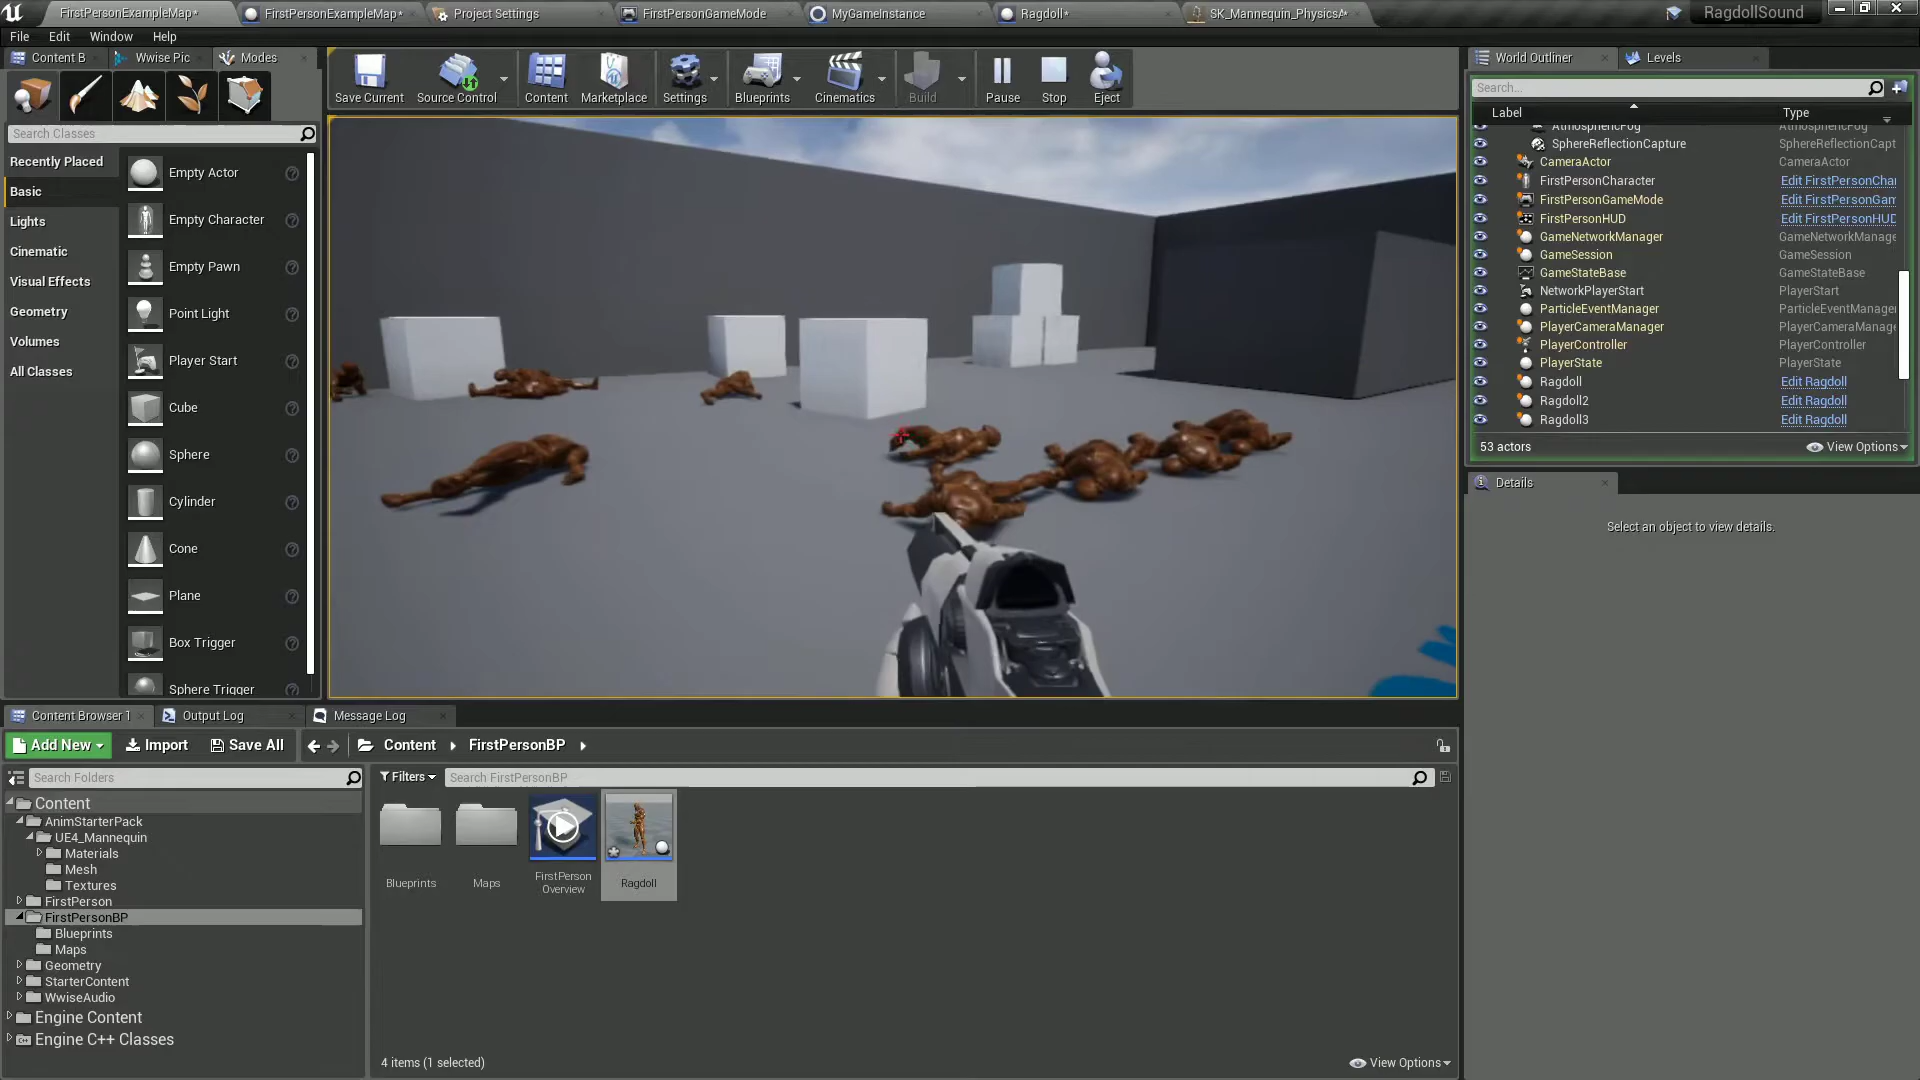 FirstPersonExampleMap*
FirstPersonExampleMap*
Project Settings
FirstPersonGameMode
MyGameInstance
Ragdoll*
SK_Mannequin_PhysicsA*
RagdollSound
File Edit Window Help
Content B
Wwise Pic
Modes
Save Current
Source Control
Content
Marketplace
Settings
Blueprints
Cinematics
Build
Pause
Stop
Eject
World Outliner
Levels
Search...
Label
Type
Search Classes
Recently Placed
Basic
Lights
Cinematic
Visual Effects
Geometry
Volumes
All Classes
Empty Actor
Empty Character
Empty Pawn
Point Light
Player Start
Cube
Sphere
Cylinder
Cone
Plane
Box Trigger
Sphere Trigger
AtmosphericFog AtmosphericFog
SphereReflectionCapture SphereReflectionCapt
CameraActor CameraActor
FirstPersonCharacter Edit FirstPersonChar
FirstPersonGameMode Edit FirstPersonGam
FirstPersonHUD Edit FirstPersonHUD
GameNetworkManager GameNetworkManage
GameSession GameSession
GameStateBase GameStateBase
NetworkPlayerStart PlayerStart
ParticleEventManager ParticleEventManager
PlayerCameraManager PlayerCameraManage
PlayerController PlayerController
PlayerState PlayerState
Ragdoll Edit Ragdoll
Ragdoll2 Edit Ragdoll
Ragdoll3 Edit Ragdoll
53 actors
View Options
Details
Select an object to view details.
Content Browser 1
Output Log
Message Log
Add New
Import
Save All
Content
FirstPersonBP
Search Folders
Filters
Search FirstPersonBP
Content
AnimStarterPack
UE4_Mannequin
Materials
Mesh
Textures
FirstPerson
FirstPersonBP
Blueprints
Maps
Geometry
StarterContent
WwiseAudio
Engine Content
Engine C++ Classes
Blueprints
Maps
FirstPerson
Overview
Ragdoll
4 items (1 selected)
View Options